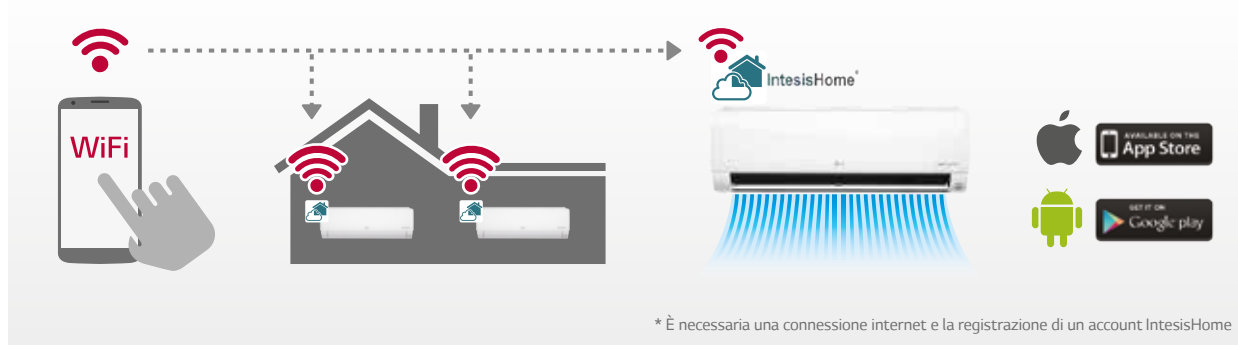 IntesisHome*
WiFi
AVAILABLE ON THE
App Store
GET IT ON
Google play
* È necessaria una connessione internet e la registrazione di un account IntesisHome